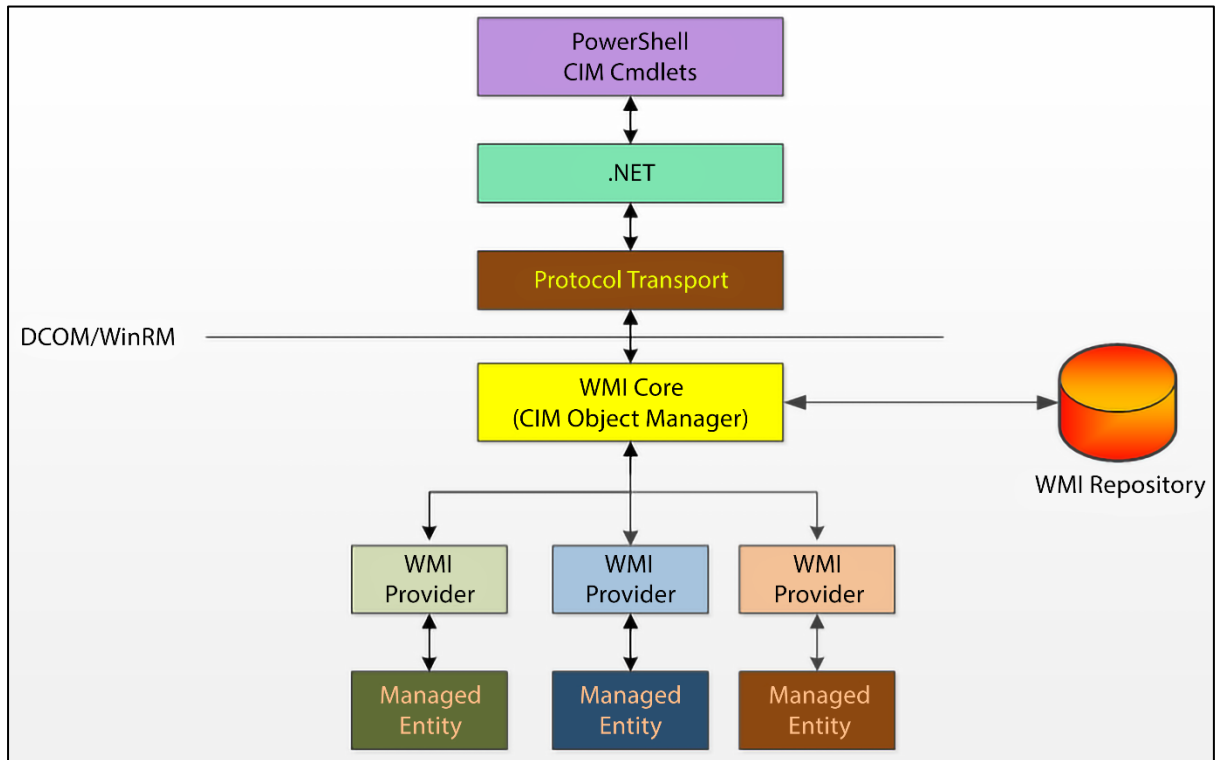 PowerShell
CIM Cmdlets
.NET
Protocol Transport
DCOM/WinRM
WMI Core
(CIM Object Manager)
WMI Repository
WMI
Provider
WMI
Provider
WMI
Provider
Managed
Entity
Managed
Entity
Managed
Entity